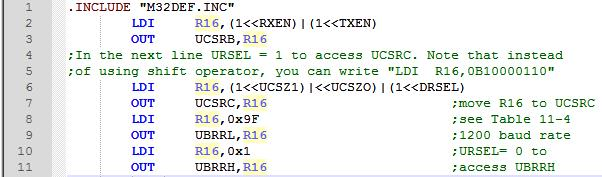 1 .INCLUDE "M32DEF.INC"
2 LDI R16,(1<<RXEN)|(1<<TXEN)
3 OUT UCSRB,R16
4 ;In the next line URSEL = 1 to access UCSRC. Note that instead
5 ;of using shift operator, you can write "LDI R16,0B10000110"
6 LDI R16,(1<<UCSZ1)|<<UCSZO)|(1<<DRSEL)
7 OUT UCSRC,R16 ;move R16 to UCSRC
8 LDI R16,0x9F ;see Table 11-4
9 OUT UBRRL,R16 ;1200 baud rate
10 LDI R16,0x1 ;URSEL= 0 to
11 OUT UBRRH,R16 ;access UBRRH